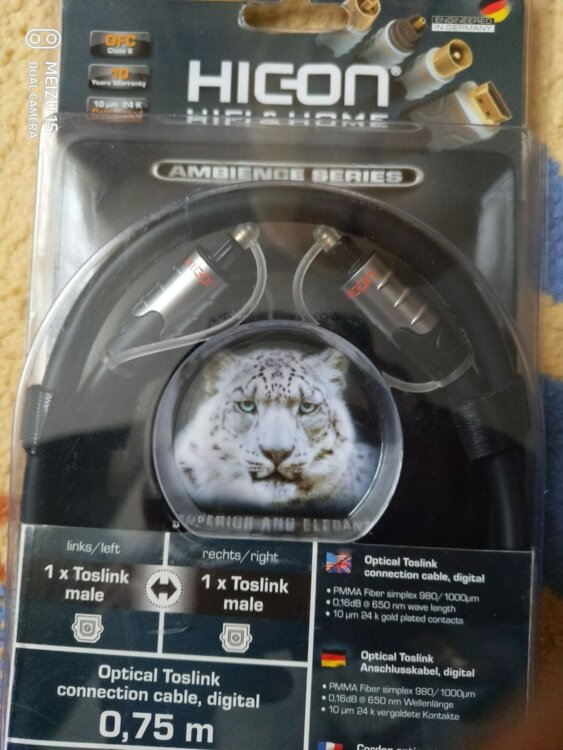 OFC
Class 6
10
Years Warranty
10 µm 24 K
ENGINEERED
IN GERMANY
HICON®
HIFI & HOME
AMBIENCE SERIES
HICON
HICON
SUPERIOR AND ELEGANT
links/left
rechts/right
1 x Toslink
male
1 x Toslink
male
Optical Toslink
connection cable, digital
0,75 m
Optical Toslink
connection cable, digital
• PMMA Fiber simplex 980/1000µm
• 0,16dB @ 650 nm wave length
• 10 µm 24 k gold plated contacts
Optical Toslink
Anschlusskabel, digital
• PMMA Fiber simplex 980/1000µm
• 0,16dB @ 650 nm Wellenlänge
• 10 µm 24 k vergoldete Kontakte
Cordon
MEIZU 15
DUAL CAMERA